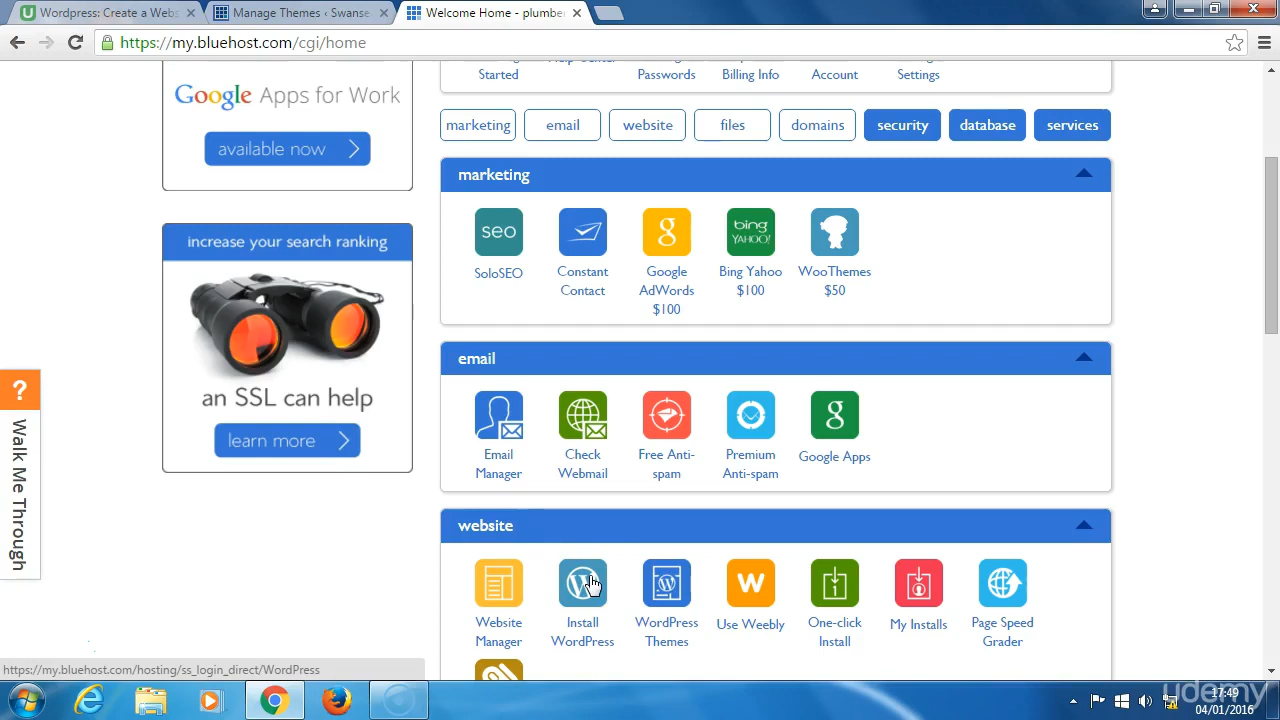 Wordpress: Create a Webs
Manage Themes ‹ Swanse
Welcome Home - plumbe
https://my.bluehost.com/cgi/home
Started
Passwords
Billing Info
Account
Settings
Google Apps for Work
available now
marketing
email
website
files
domains
security
database
services
marketing
seo
bing
YAHOO!
SoloSEO
Constant
Contact
Google
AdWords
$100
Bing Yahoo
$100
WooThemes
$50
increase your search ranking
an SSL can help
learn more
email
Email
Manager
Check
Webmail
Free Anti-
spam
Premium
Anti-spam
Google Apps
? Walk Me Through
website
Website
Manager
Install
WordPress
WordPress
Themes
Use Weebly
One-click
Install
My Installs
Page Speed
Grader
https://my.bluehost.com/hosting/ss_login_direct/WordPress
udemy
17:49
04/01/2016